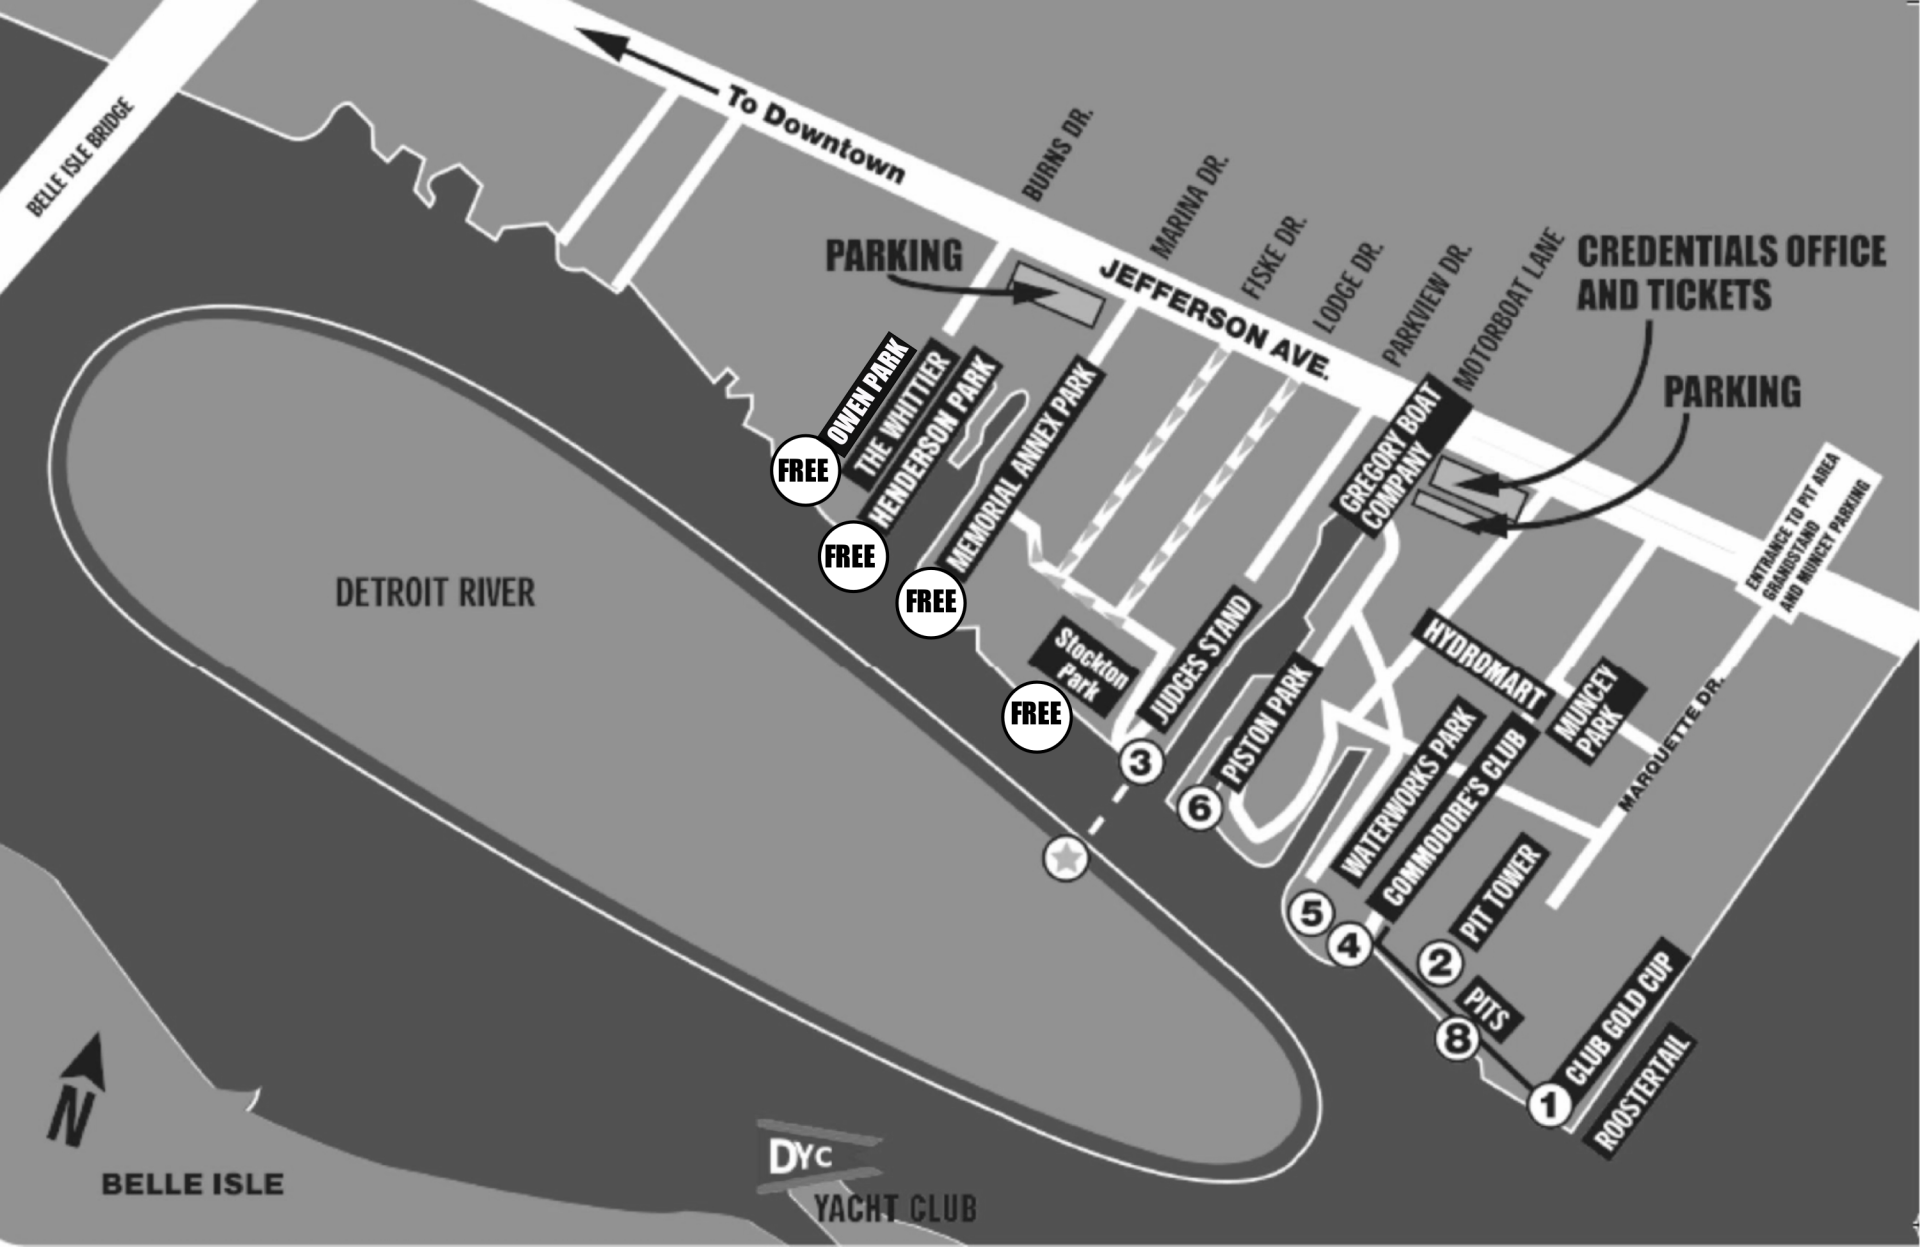 BELLE ISLE BRIDGE
To Downtown
BURNS DR.
MARINA DR.
FISKE DR.
LODGE DR.
PARKVIEW DR.
MOTORBOAT LANE
CREDENTIALS OFFICE
AND TICKETS
PARKING
JEFFERSON AVE.
PARKING
OWEN PARK
THE WHITTIER
HENDERSON PARK
MEMORIAL ANNEX PARK
GREGORY BOAT
COMPANY
ENTRANCE TO PIT AREA
GRANDSTAND
AND MUNCET PARKING
FREE
FREE
FREE
FREE
DETROIT RIVER
Stockton
Park
JUDGES STAND
HYDROMART
MUNCEY
PARK
MARQUETTE DR.
3
6
PISTON PARK
WATERWORKS PARK
COMMODORE'S CLUB
5
4
2
PIT TOWER
PITS
8
1
CLUB GOLD CUP
ROOSTERTAIL
N
BELLE ISLE
DYC
YACHT CLUB